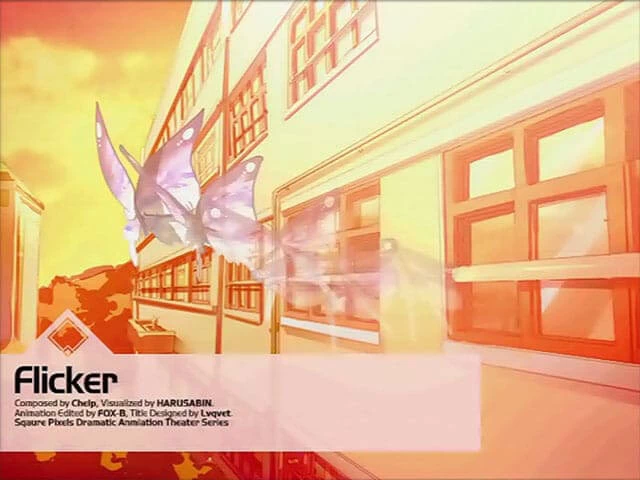 Flicker
Composed by Chelp, Visualized by HARUSABIN.
Animation Edited by FOX-B, Title Designed by Lvqvet.
Sqaure Pixels Dramatic Anmiation Theater Series